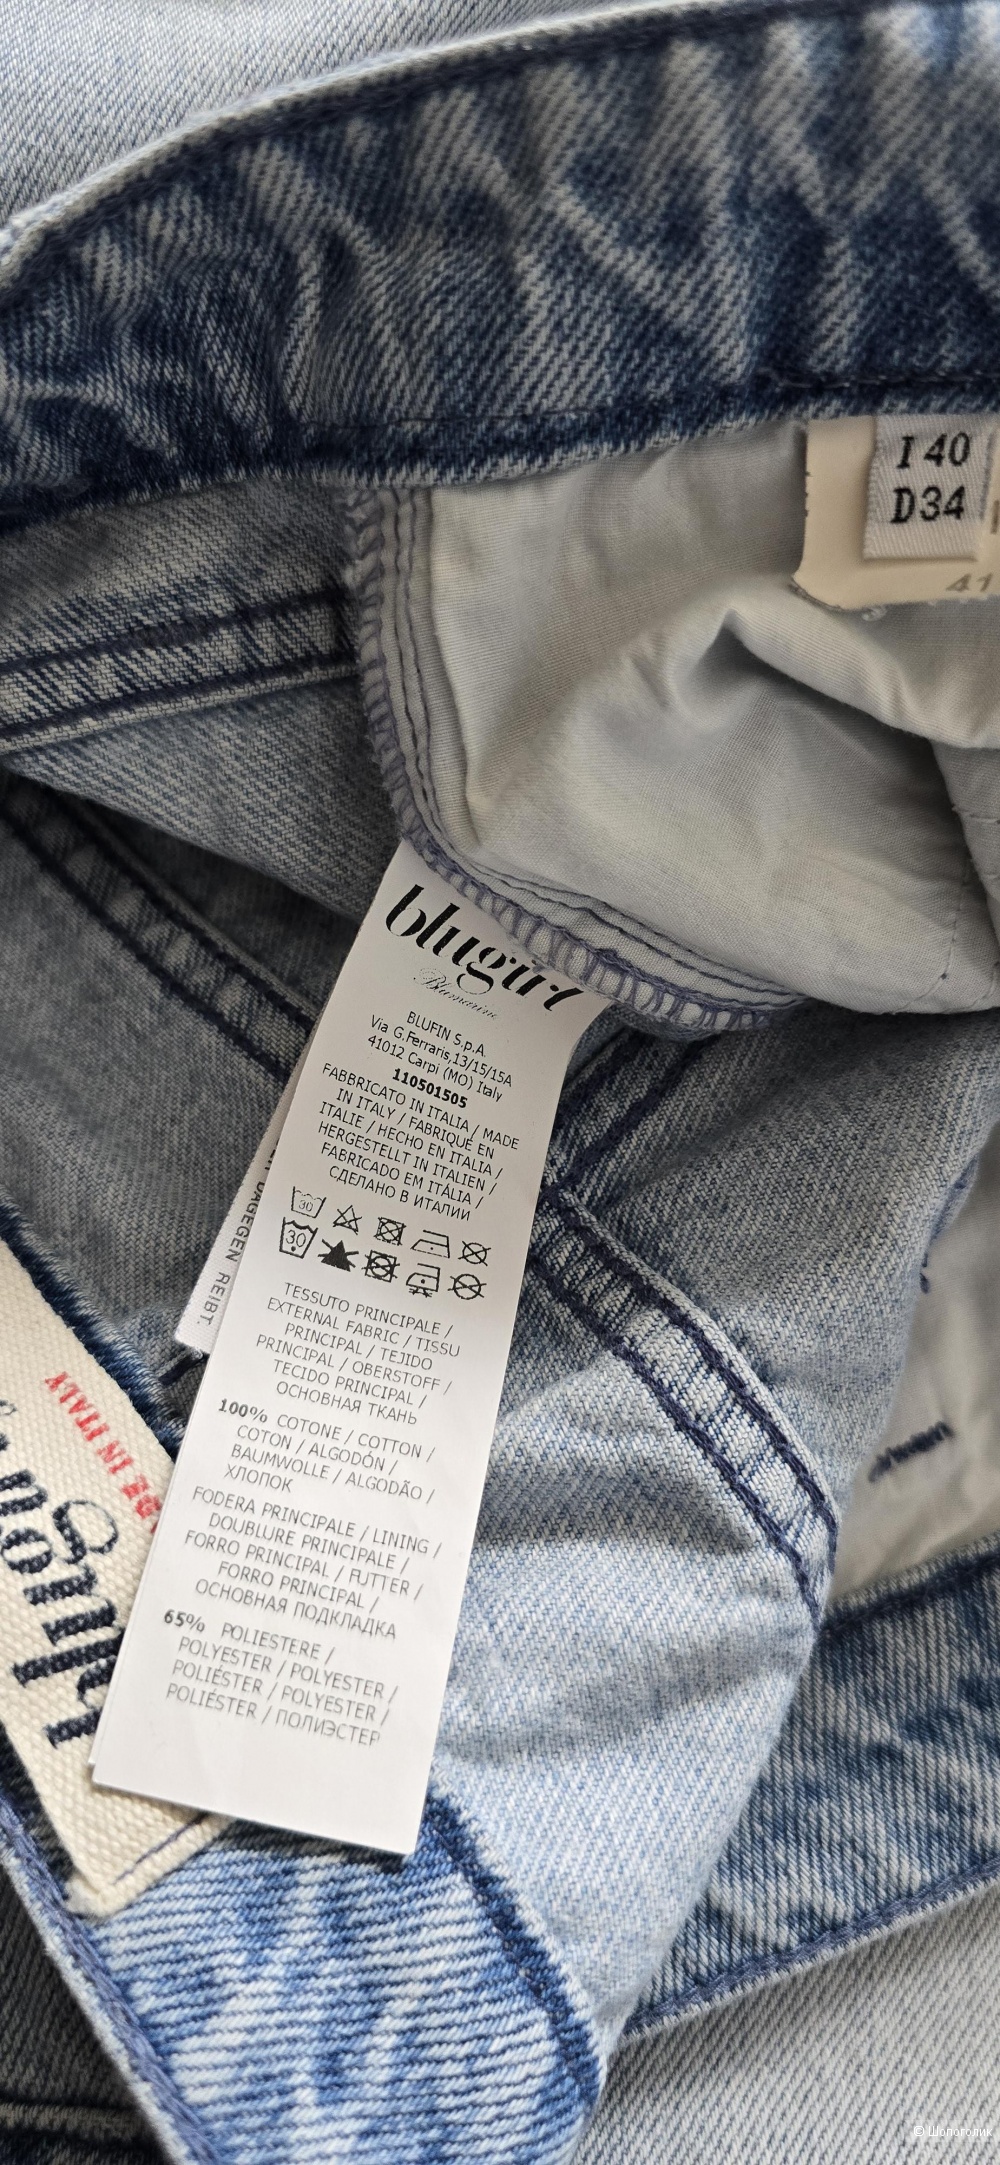 I 40
D34
41
blugirl
Blumarine
BLUFIN S.p.A.
Via G.Ferraris,13/15/15A
41012 Carpi (MO) Italy
110501505
FABBRICATO IN ITALIA / MADE
IN ITALY / FABRIQUÉ EN
ITALIE / HECHO EN ITALIA /
HERGESTELLT IN ITALIEN /
FABRICADO EM ITÁLIA /
СДЕЛАНО В ИТАЛИИ
30
30
TESSUTO PRINCIPALE /
EXTERNAL FABRIC / TISSU
PRINCIPAL / TEJIDO
PRINCIPAL / OBERSTOFF /
TECIDO PRINCIPAL /
ОСНОВНАЯ ТКАНЬ
100% COTONE / COTTON /
COTON / ALGODÓN /
BAUMWOLLE / ALGODÃO /
ХЛОПОК
FODERA PRINCIPALE / LINING /
DOUBLURE PRINCIPALE /
FORRO PRINCIPAL / FUTTER /
FORRO PRINCIPAL /
ОСНОВНАЯ ПОДКЛАДКА
65% POLIESTERE /
POLYESTER / POLYESTER /
POLIÉSTER / POLYESTER /
POLIÉSTER / ПОЛИЭСТЕР
DAGEGEN REIBT.
IN ITALY
© Шопоголик